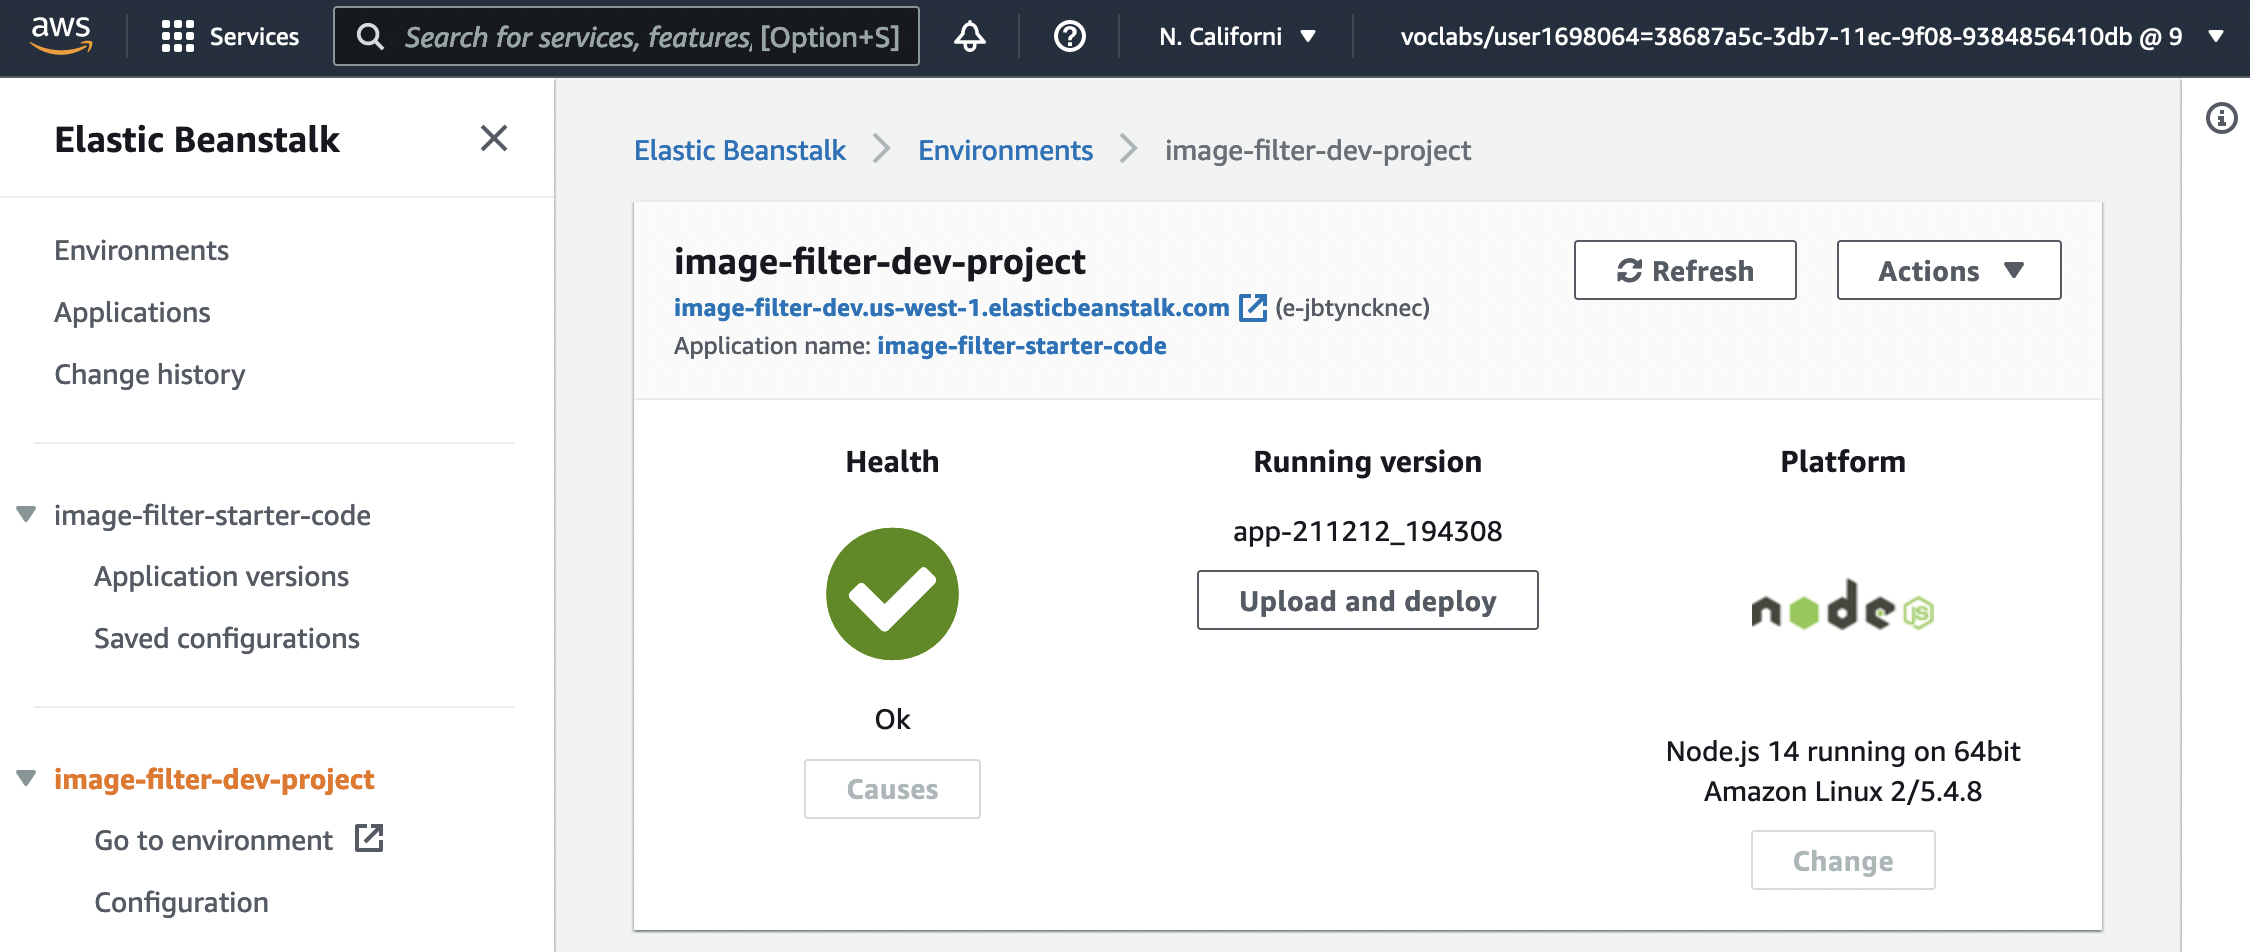 aws
Services
Search for services, features, [Option+S]
N. Californi
voclabs/user1698064=38687a5c-3db7-11ec-9f08-9384856410db @ 9
Elastic Beanstalk
Environments
Applications
Change history
image-filter-starter-code
Application versions
Saved configurations
image-filter-dev-project
Go to environment
Configuration
Elastic Beanstalk
Environments
image-filter-dev-project
image-filter-dev-project
image-filter-dev.us-west-1.elasticbeanstalk.com (e-jbtyncknec)
Application name: image-filter-starter-code
Refresh
Actions
Health
Ok
Causes
Running version
app-211212_194308
Upload and deploy
Platform
node JS
Node.js 14 running on 64bit
Amazon Linux 2/5.4.8
Change